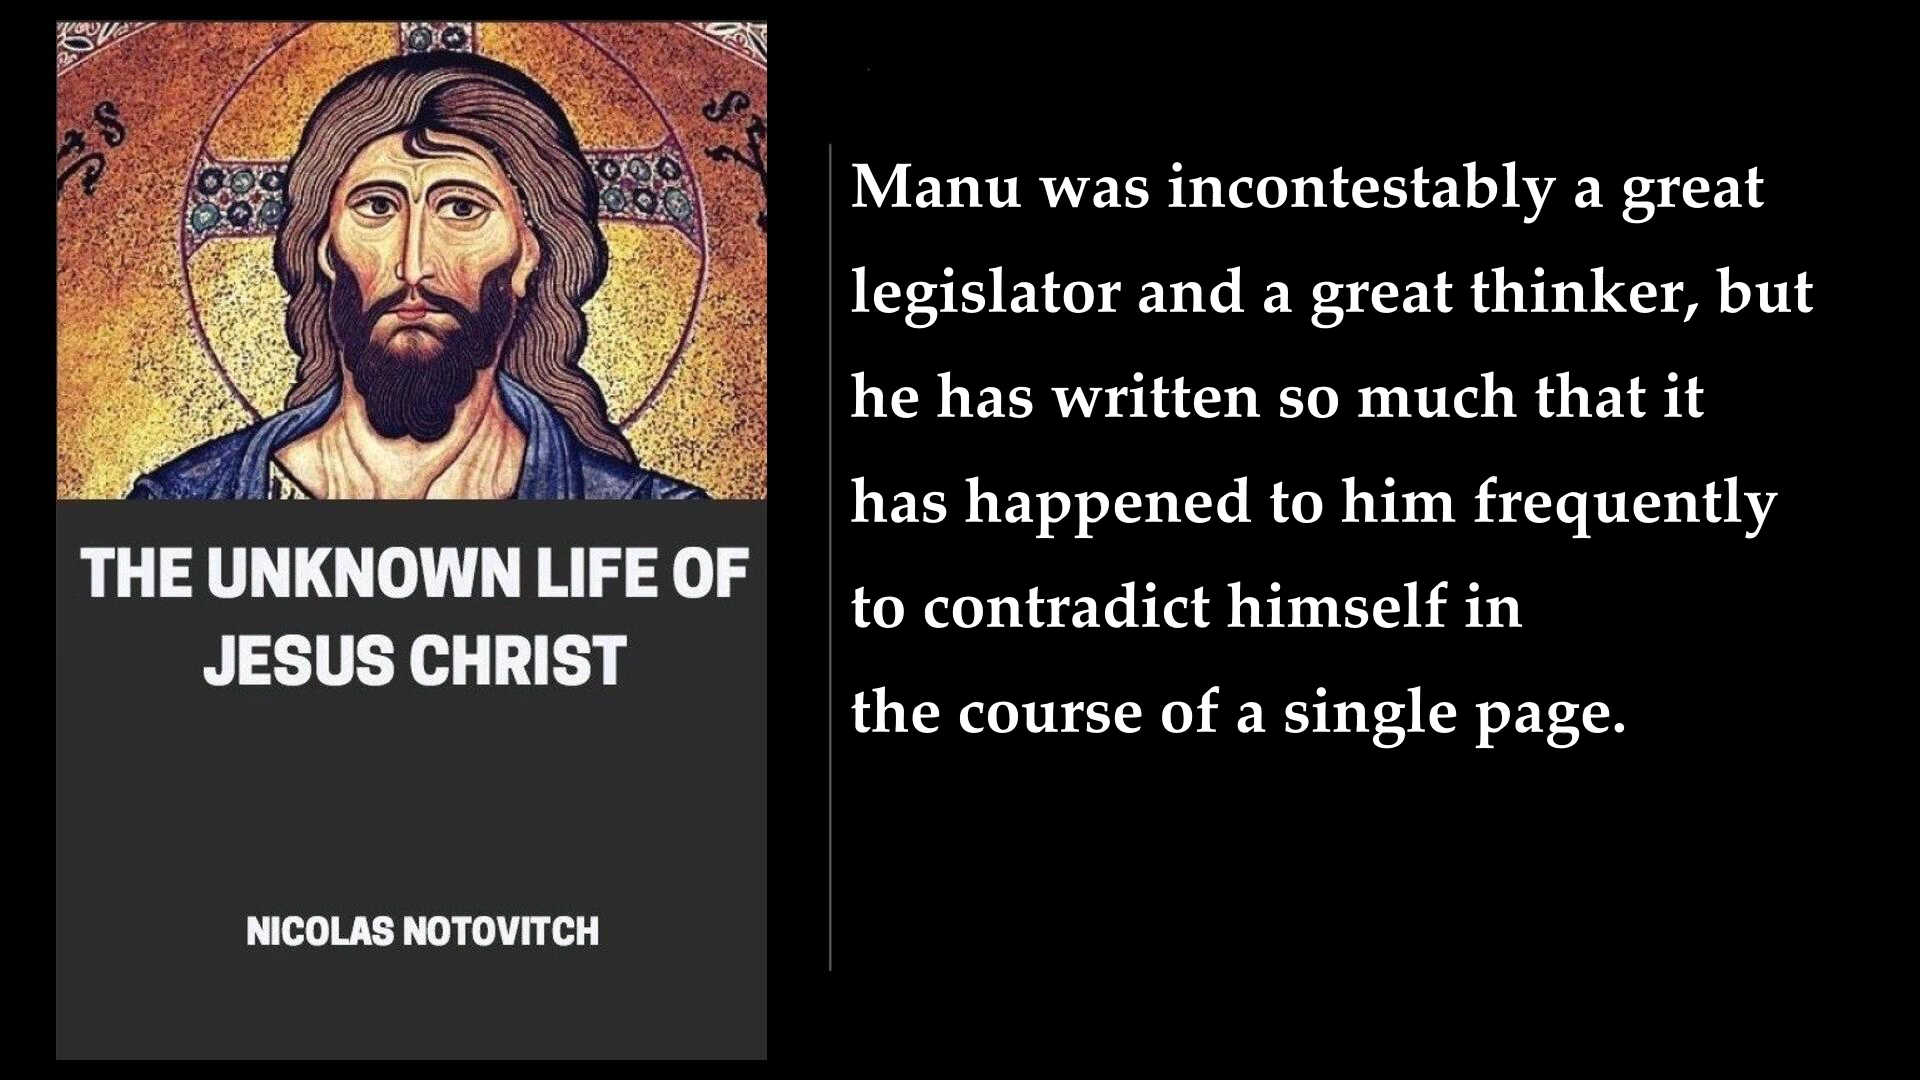 THE UNKNOWN LIFE OF
JESUS CHRIST
NICOLAS NOTOVITCH
Manu was incontestably a great
legislator and a great thinker, but
he has written so much that it
has happened to him frequently
to contradict himself in
the course of a single page.